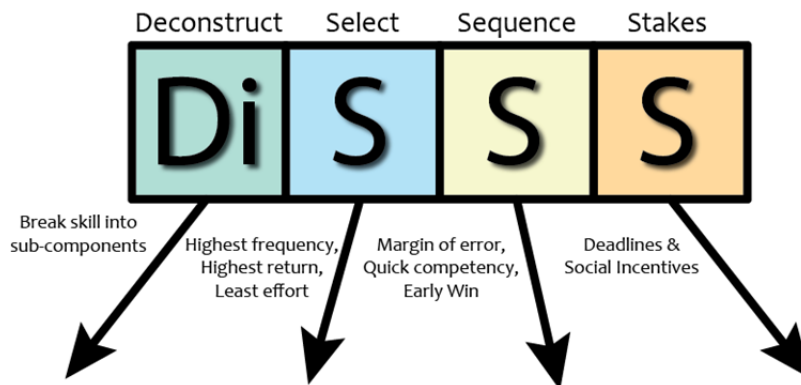 Deconstruct
Select
Sequence
Stakes
Di
S
S
S
Break skill into
sub-components
Highest frequency,
Highest return,
Least effort
Margin of error,
Quick competency,
Early Win
Deadlines &
Social Incentives